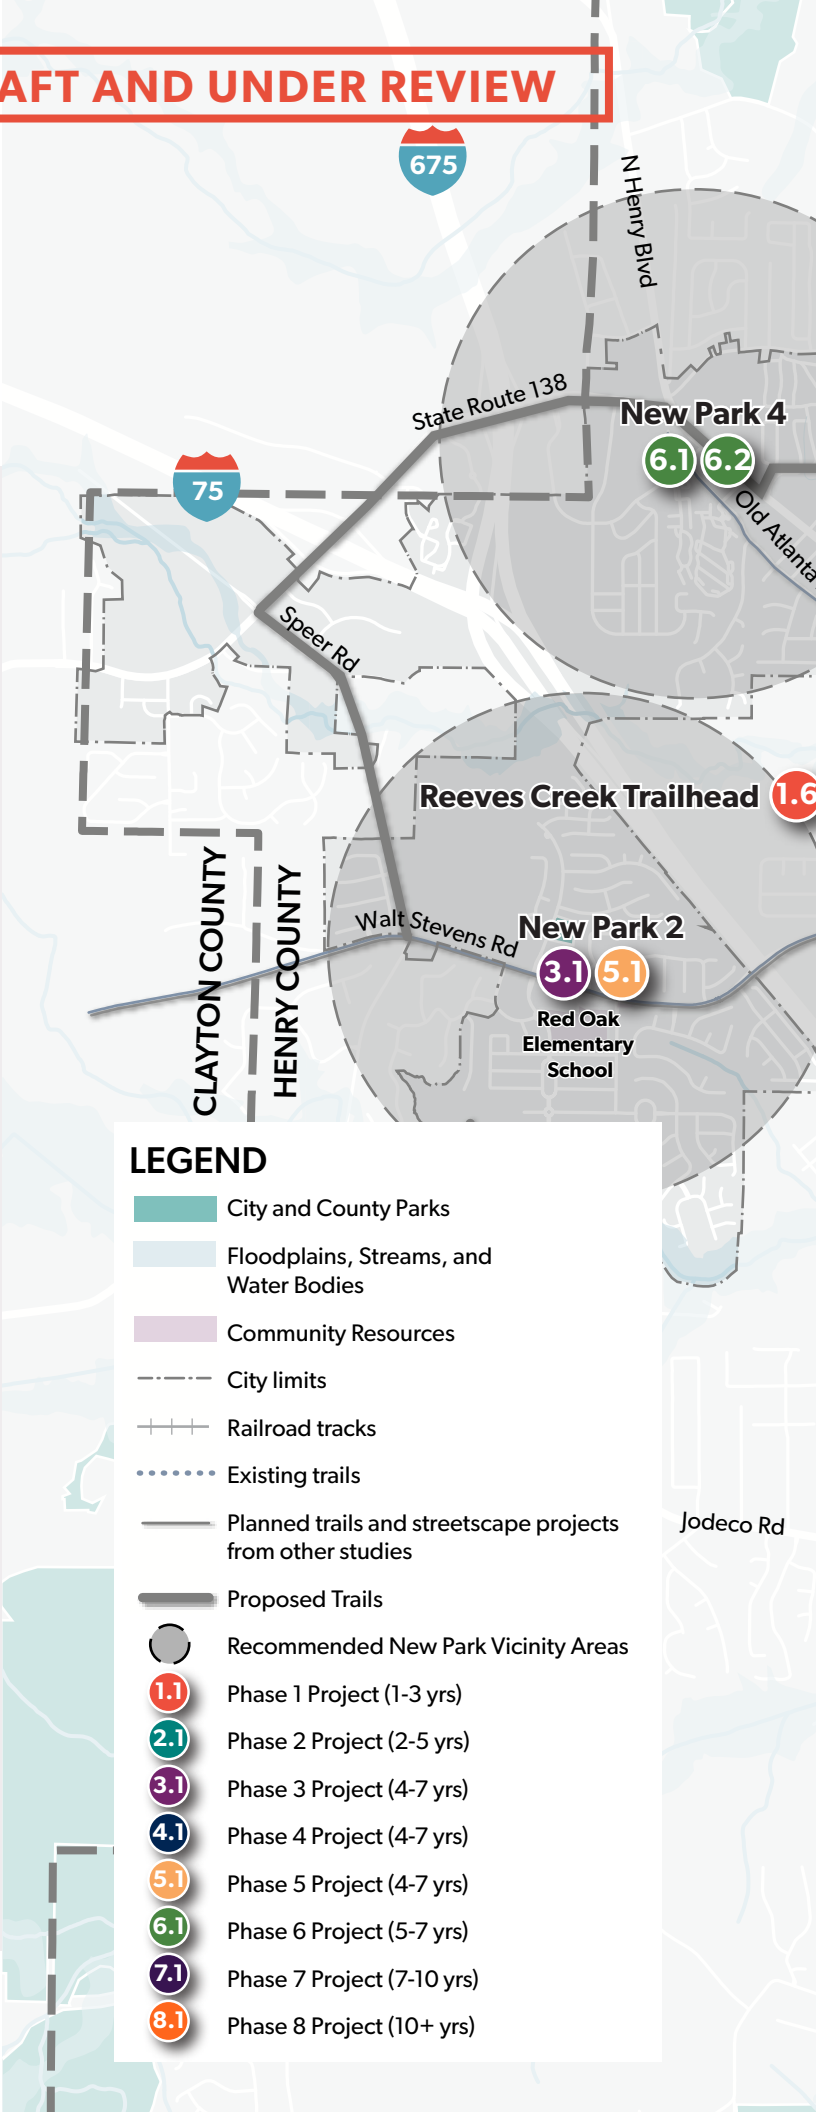 AFT AND UNDER REVIEW
675
N Henry Blvd
State Route 138
New Park 4
6.1 6.2
75
Old Atlanta
Speer Rd
Reeves Creek Trailhead 1.6
CLAYTON COUNTY
HENRY COUNTY
Walt Stevens Rd
New Park 2
3.1 5.1
Red Oak
Elementary
School
LEGEND
City and County Parks
Floodplains, Streams, and
Water Bodies
Community Resources
City limits
Railroad tracks
Existing trails
Planned trails and streetscape projects
from other studies
Proposed Trails
Recommended New Park Vicinity Areas
1.1 Phase 1 Project (1-3 yrs)
2.1 Phase 2 Project (2-5 yrs)
3.1 Phase 3 Project (4-7 yrs)
4.1 Phase 4 Project (4-7 yrs)
5.1 Phase 5 Project (4-7 yrs)
6.1 Phase 6 Project (5-7 yrs)
7.1 Phase 7 Project (7-10 yrs)
8.1 Phase 8 Project (10+ yrs)
Jodeco Rd